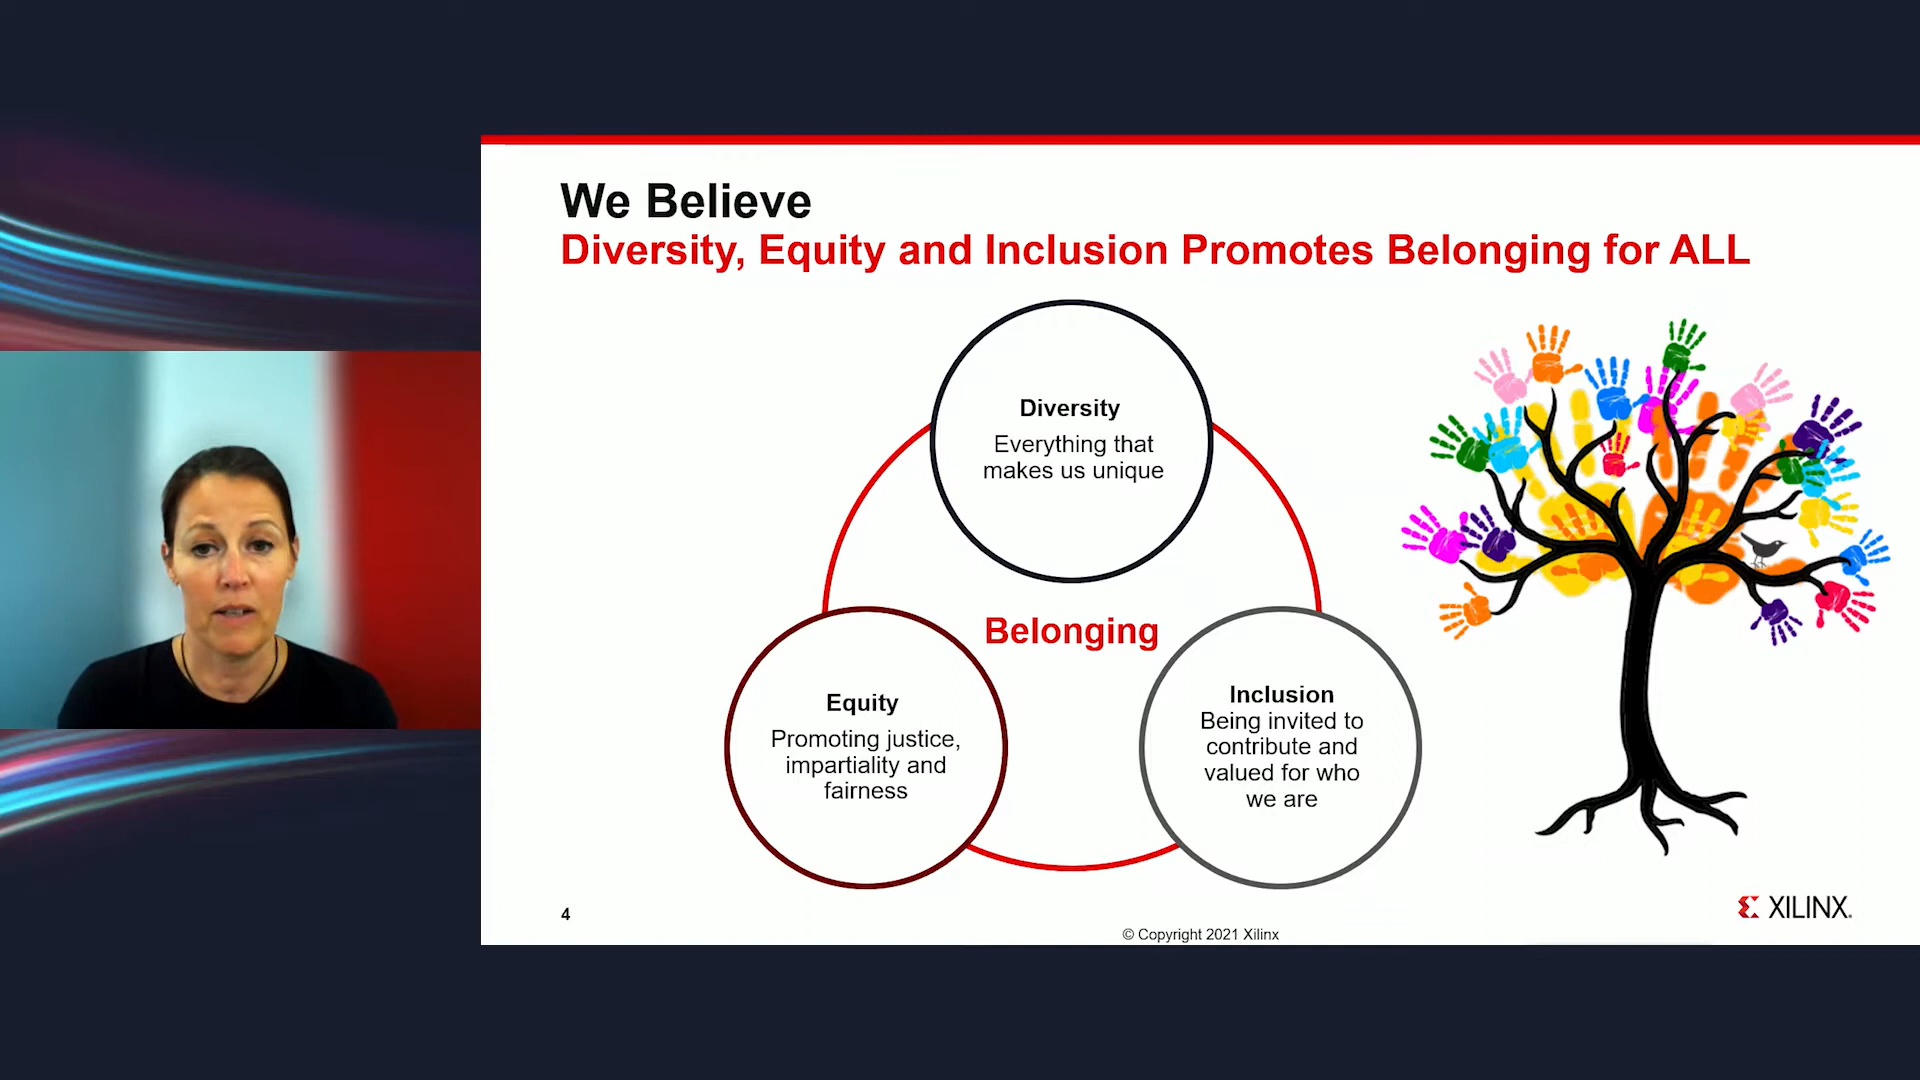 We Believe
Diversity, Equity and Inclusion Promotes Belonging for ALL
Diversity
Everything that
makes us unique
Belonging
Equity
Promoting justice,
impartiality and
fairness
Inclusion
Being invited to
contribute and
valued for who
we are
4
XILINX.
© Copyright 2021 Xilinx